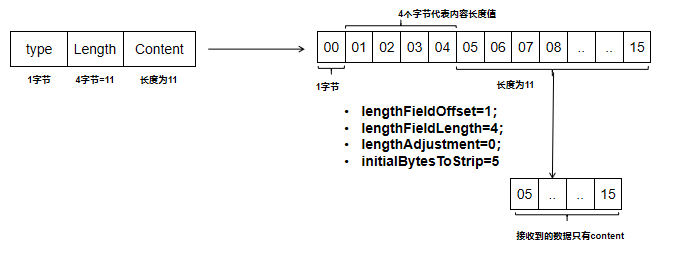 4个字节代表内容长度值
type Length Content
00 01 02 03 04 05 06 07 08 .. .. 15
1字节 4字节=11 长度为11
1字节 长度为11
• lengthFieldOffset=1;
• lengthFieldLength=4;
• lengthAdjustment=0;
• initialBytesToStrip=5
05 .. .. 15
接收到的数据只有content